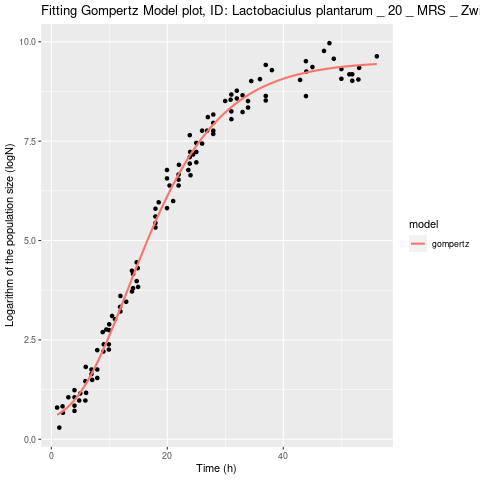 Fitting Gompertz Model plot, ID: Lactobaciulus plantarum _ 20 _ MRS _ Zwi
10.0
7.5
5.0
2.5
0.0
Logarithm of the population size (logN)
0
20
40
Time (h)
model
gompertz